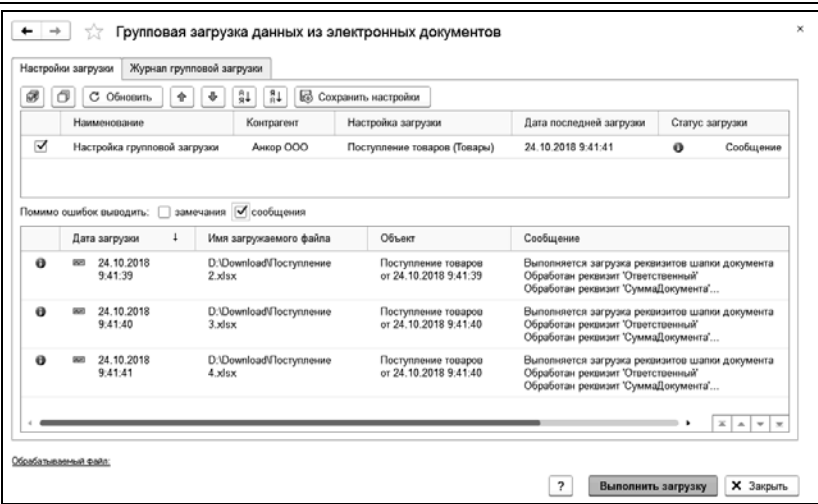 Групповая загрузка данных из электронных документов
Настройки загрузки Журнал групповой загрузки
Обновить Сохранить настройки
Наименование Контрагент Настройка загрузки Дата последней загрузки Статус загрузки
Настройка групповой загрузки Анкор ООО Поступление товаров (Товары) 24.10.2018 9:41:41 Сообщение
Помимо ошибок выводить: замечания сообщения
Дата загрузки ↓ Имя загружаемого файла Объект Сообщение
24.10.2018 D:\Download\Поступление Поступление товаров Выполняется загрузка реквизитов шапки документа
9:41:39 2.xlsx от 24.10.2018 9:41:39 Обработан реквизит 'Ответственный'
Обработан реквизит 'СуммаДокумента'...
24.10.2018 D:\Download\Поступление Поступление товаров Выполняется загрузка реквизитов шапки документа
9:41:40 3.xlsx от 24.10.2018 9:41:40 Обработан реквизит 'Ответственный'
Обработан реквизит 'СуммаДокумента'...
24.10.2018 D:\Download\Поступление Поступление товаров Выполняется загрузка реквизитов шапки документа
9:41:41 4.xlsx от 24.10.2018 9:41:40 Обработан реквизит 'Ответственный'
Обработан реквизит 'СуммаДокумента'...
Обрабатываемый файл:
? Выполнить загрузку X Закрыть